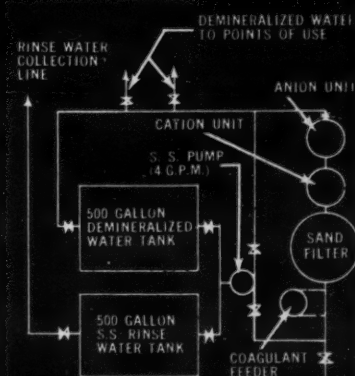 DEMINERALIZED WATER
TO POINTS OF USE
RINSE WATER
COLLECTION
LINE
ANION UNIT
CATION UNIT
S. S. PUMP
(4 G.P.M.)
500 GALLON
DEMINERALIZED
WATER TANK
SAND
FILTER
500 GALLON
S.S. RINSE
WATER TANK
COAGULANT
FEEDER